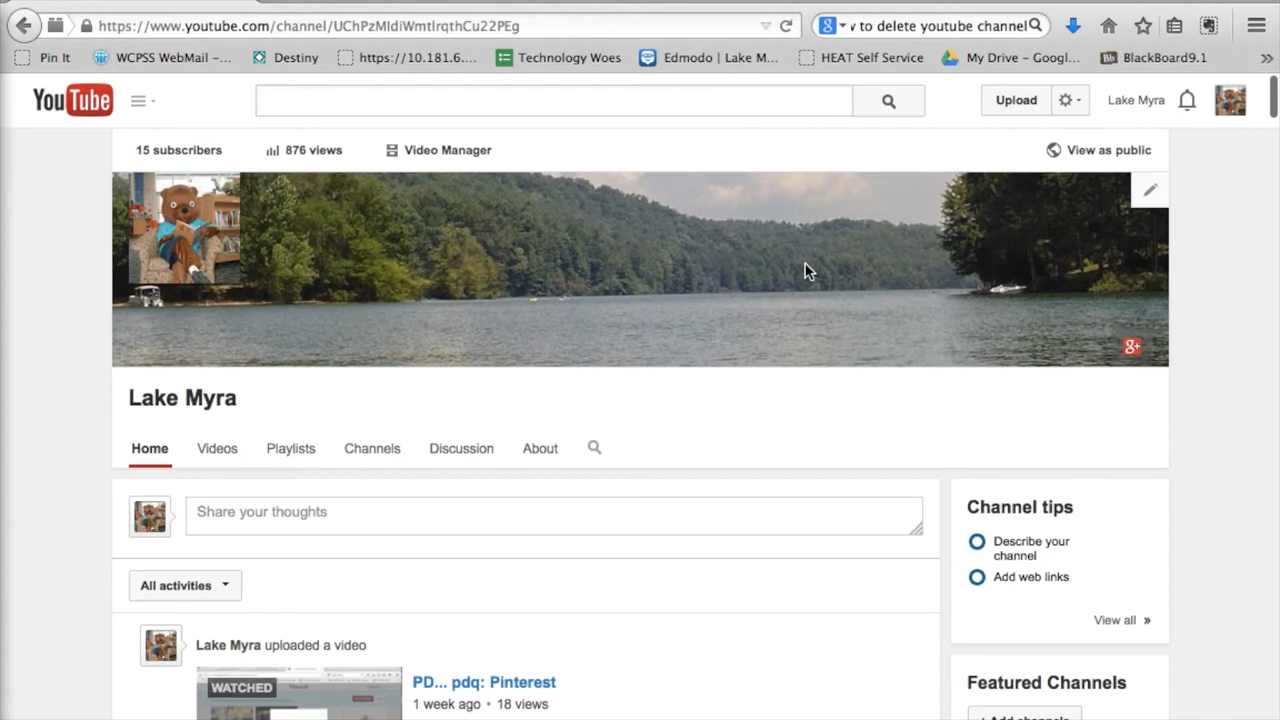 https://www.youtube.com/channel/UChPzMIdiWmtIrqthCu22PEg
v to delete youtube channel
Pin It WCPSS WebMail –... Destiny https://10.181.6.... Technology Woes Edmodo | Lake M... HEAT Self Service My Drive – Googl... Bb BlackBoard9.1 »
YouTube Upload Lake Myra
15 subscribers 876 views Video Manager View as public
g+
Lake Myra
Home Videos Playlists Channels Discussion About
Share your thoughts
Channel tips
Describe your
channel
Add web links
View all »
All activities
Lake Myra uploaded a video
WATCHED
PD... pdq: Pinterest
1 week ago • 18 views
Featured Channels
+ Add channels